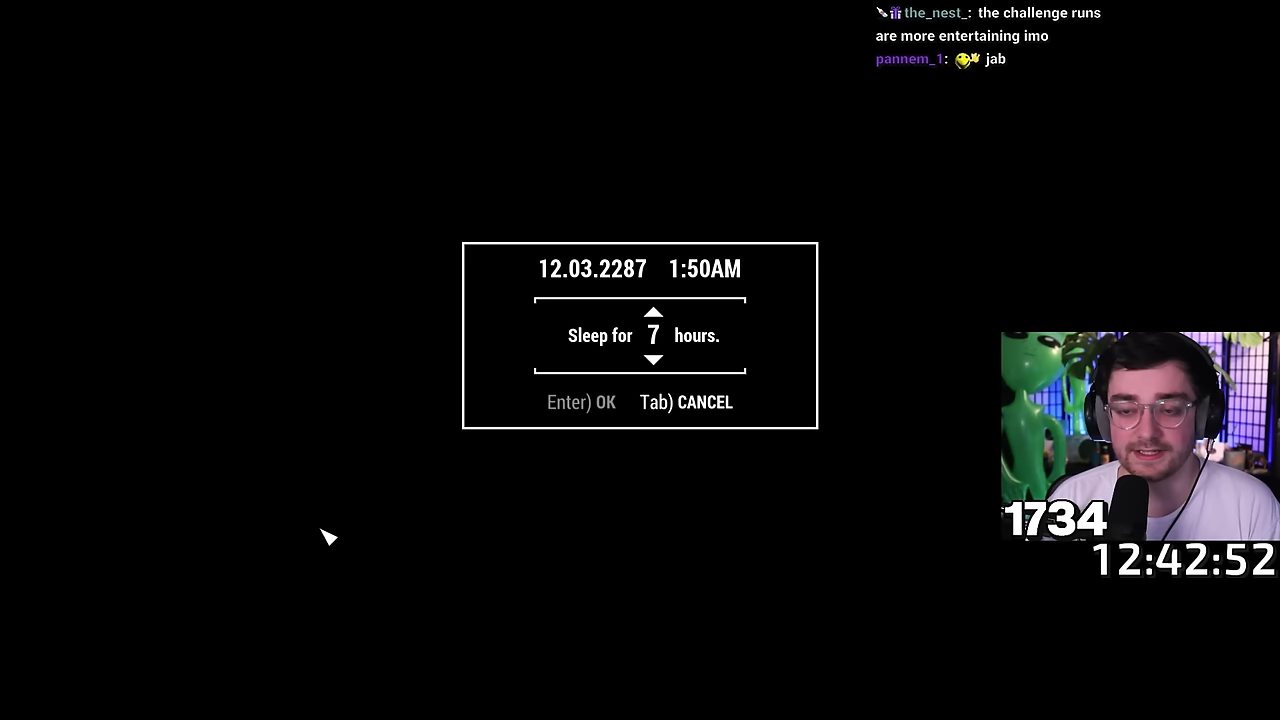 the_nest_: the challenge runs
are more entertaining imo
pannem_1: jab
12.03.2287 1:50AM
Sleep for 7 hours.
Enter) OK Tab) CANCEL
1734
12:42:52